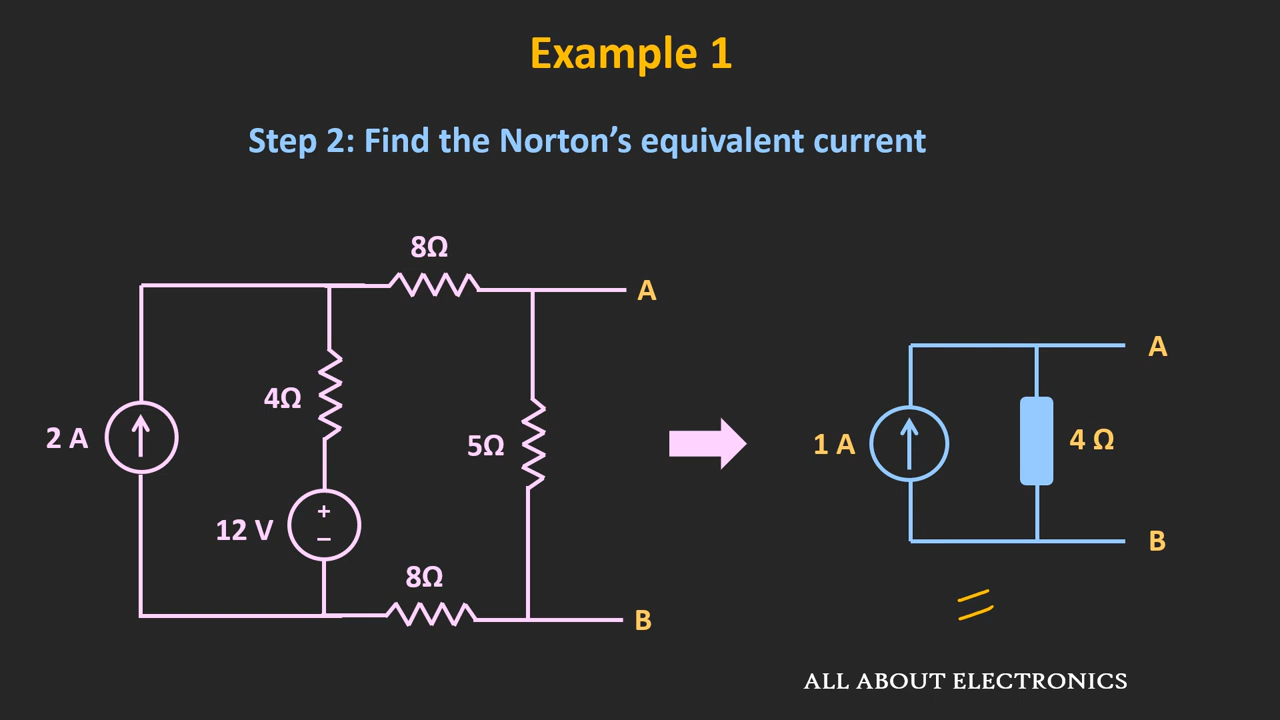 Example 1
Step 2: Find the Norton's equivalent current
8Ω
A
A
4Ω
2 A
5Ω
1 A
4 Ω
12 V
+
−
B
8Ω
B
=
ALL ABOUT ELECTRONICS